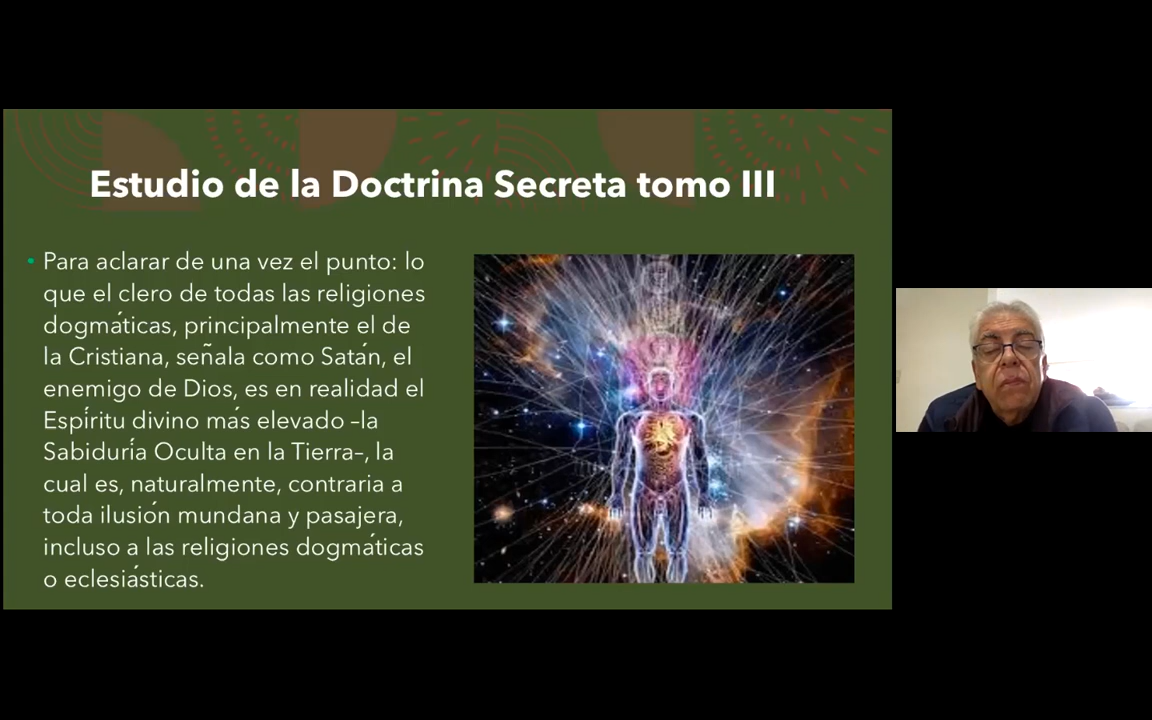 Estudio de la Doctrina Secreta tomo III
• Para aclarar de una vez el punto: lo
que el clero de todas las religiones
dogmáticas, principalmente el de
la Cristiana, señala como Satán, el
enemigo de Dios, es en realidad el
Espíritu divino más elevado –la
Sabiduría Oculta en la Tierra–, la
cual es, naturalmente, contraria a
toda ilusión mundana y pasajera,
incluso a las religiones dogmáticas
o eclesiásticas.